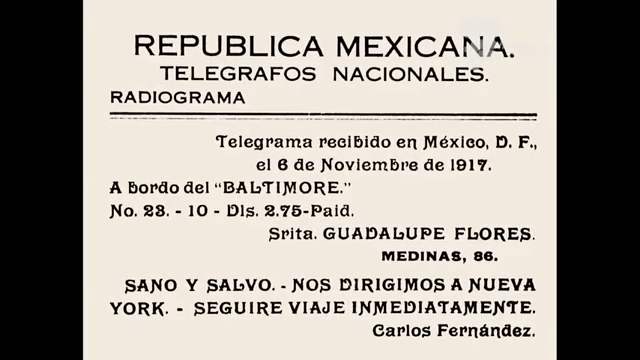 REPUBLICA MEXICANA.
TELEGRAFOS NACIONALES.
RADIOGRAMA
Telegrama recibido en México, D. F.,
el 6 de Noviembre de 1917.
A bordo del "BALTIMORE."
No. 23. - 10 - Dls. 2.75-Paid.
Srita. GUADALUPE FLORES.
MEDINAS, 86.
SANO Y SALVO. - NOS DIRIGIMOS A NUEVA
YORK. - SEGUIRE VIAJE INMEDIATAMENTE.
Carlos Fernández.